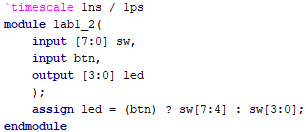 `timescale 1ns / 1ps
module lab1_2(
    input [7:0] sw,
    input btn,
    output [3:0] led
    );
    assign led = (btn) ? sw[7:4] : sw[3:0];
endmodule